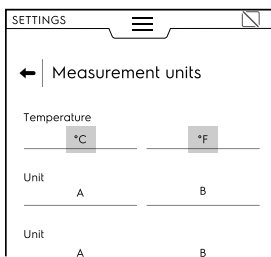 SETTINGS
Measurement units
Temperature
°C °F
Unit
A B
Unit
A B